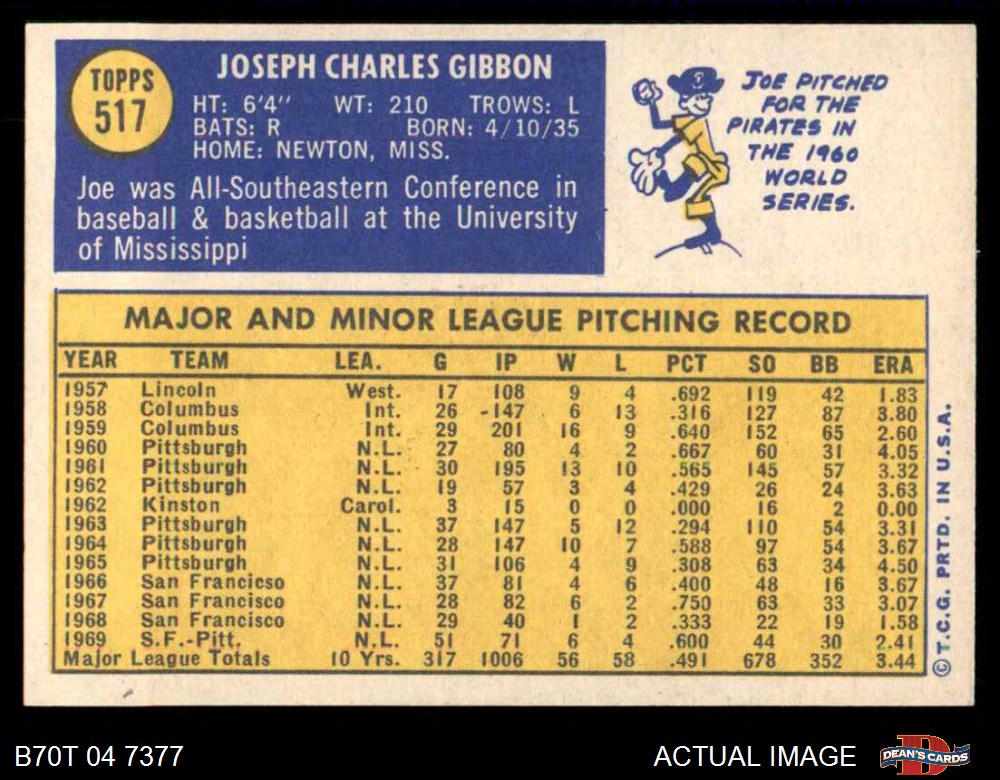 TOPPS
517
JOSEPH CHARLES GIBBON
HT: 6'4" WT: 210 TROWS: L
BATS: R BORN: 4/10/35
HOME: NEWTON, MISS.
Joe was All-Southeastern Conference in
baseball & basketball at the University
of Mississippi
JOE PITCHED
FOR THE
PIRATES IN
THE 1960
WORLD
SERIES.
MAJOR AND MINOR LEAGUE PITCHING RECORD
YEAR TEAM LEA. G IP W L PCT SO BB ERA
1957 Lincoln West. 17 108 9 4 .692 119 42 1.83
1958 Columbus Int. 26 -147 6 13 .316 127 87 3.80
1959 Columbus Int. 29 201 16 9 .640 152 65 2.60
1960 Pittsburgh N.L. 27 80 4 2 .667 60 31 4.05
1961 Pittsburgh N.L. 30 195 13 10 .565 145 57 3.32
1962 Pittsburgh N.L. 19 57 3 4 .429 26 24 3.63
1962 Kinston Carol. 3 15 0 0 .000 16 2 0.00
1963 Pittsburgh N.L. 37 147 5 12 .294 110 54 3.31
1964 Pittsburgh N.L. 28 147 10 7 .588 97 54 3.67
1965 Pittsburgh N.L. 31 106 4 9 .308 63 34 4.50
1966 San Francicso N.L. 37 81 4 6 .400 48 16 3.67
1967 San Francisco N.L. 28 82 6 2 .750 63 33 3.07
1968 San Francisco N.L. 29 40 1 2 .333 22 19 1.58
1969 S.F.-Pitt. N.L. 51 71 6 4 .600 44 30 2.41
Major League Totals 10 Yrs. 317 1006 56 58 .491 678 352 3.44
© T.C.G. PRTD. IN U.S.A.
B70T 04 7377
ACTUAL IMAGE
D
DEAN'S CARDS